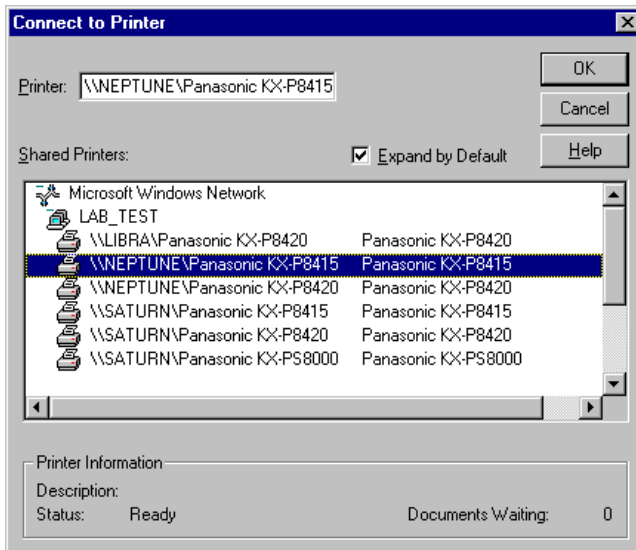 Connect to Printer
OK
Printer: \\NEPTUNE\Panasonic KX-P8415
Cancel
Shared Printers: Expand by Default Help
Microsoft Windows Network
LAB_TEST
\\LIBRA\Panasonic KX-P8420 Panasonic KX-P8420
\\NEPTUNE\Panasonic KX-P8415 Panasonic KX-P8415
\\NEPTUNE\Panasonic KX-P8420 Panasonic KX-P8420
\\SATURN\Panasonic KX-P8415 Panasonic KX-P8415
\\SATURN\Panasonic KX-P8420 Panasonic KX-P8420
\\SATURN\Panasonic KX-PS8000 Panasonic KX-PS8000
Printer Information
Description:
Status: Ready Documents Waiting: 0